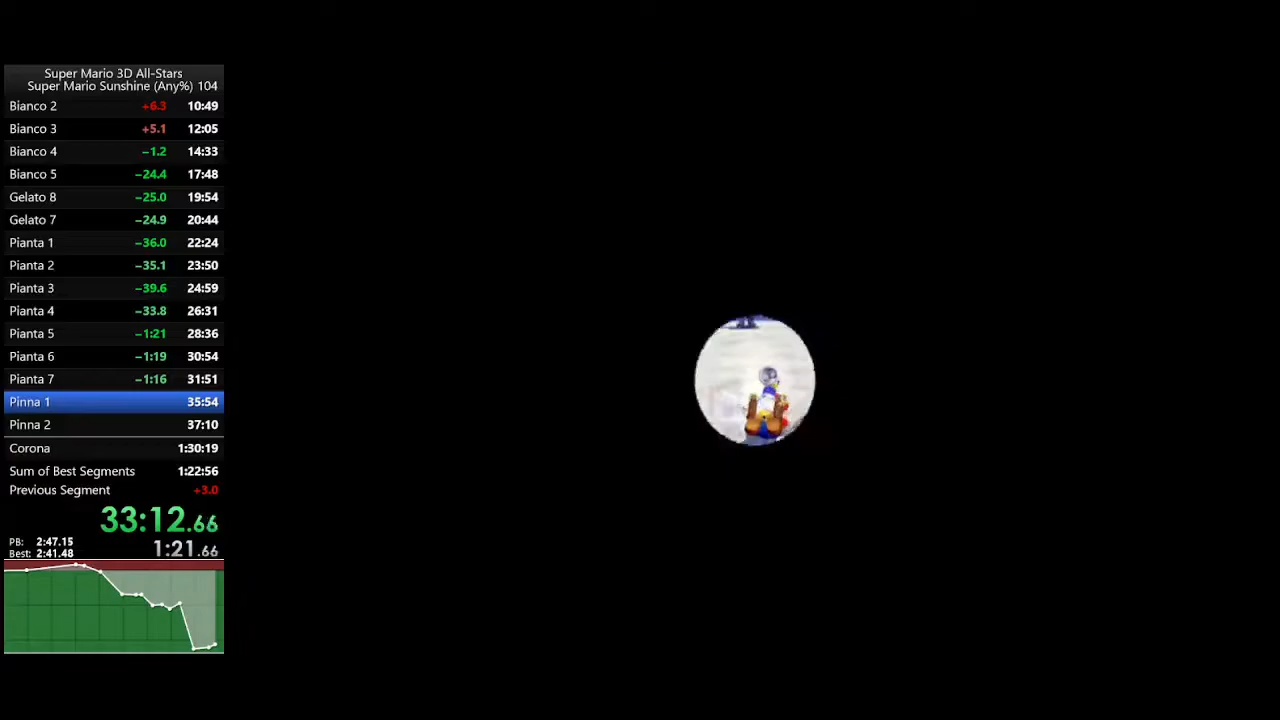 Super Mario 3D All-Stars
Super Mario Sunshine (Any%) 104
Bianco 2 +6.3 10:49
Bianco 3 +5.1 12:05
Bianco 4 −1.2 14:33
Bianco 5 −24.4 17:48
Gelato 8 −25.0 19:54
Gelato 7 −24.9 20:44
Pianta 1 −36.0 22:24
Pianta 2 −35.1 23:50
Pianta 3 −39.6 24:59
Pianta 4 −33.8 26:31
Pianta 5 −1:21 28:36
Pianta 6 −1:19 30:54
Pianta 7 −1:16 31:51
Pinna 1 35:54
Pinna 2 37:10
Corona 1:30:19
Sum of Best Segments 1:22:56
Previous Segment +3.0
33:12.66
PB: 2:47.15
Best: 2:41.48
1:21.66